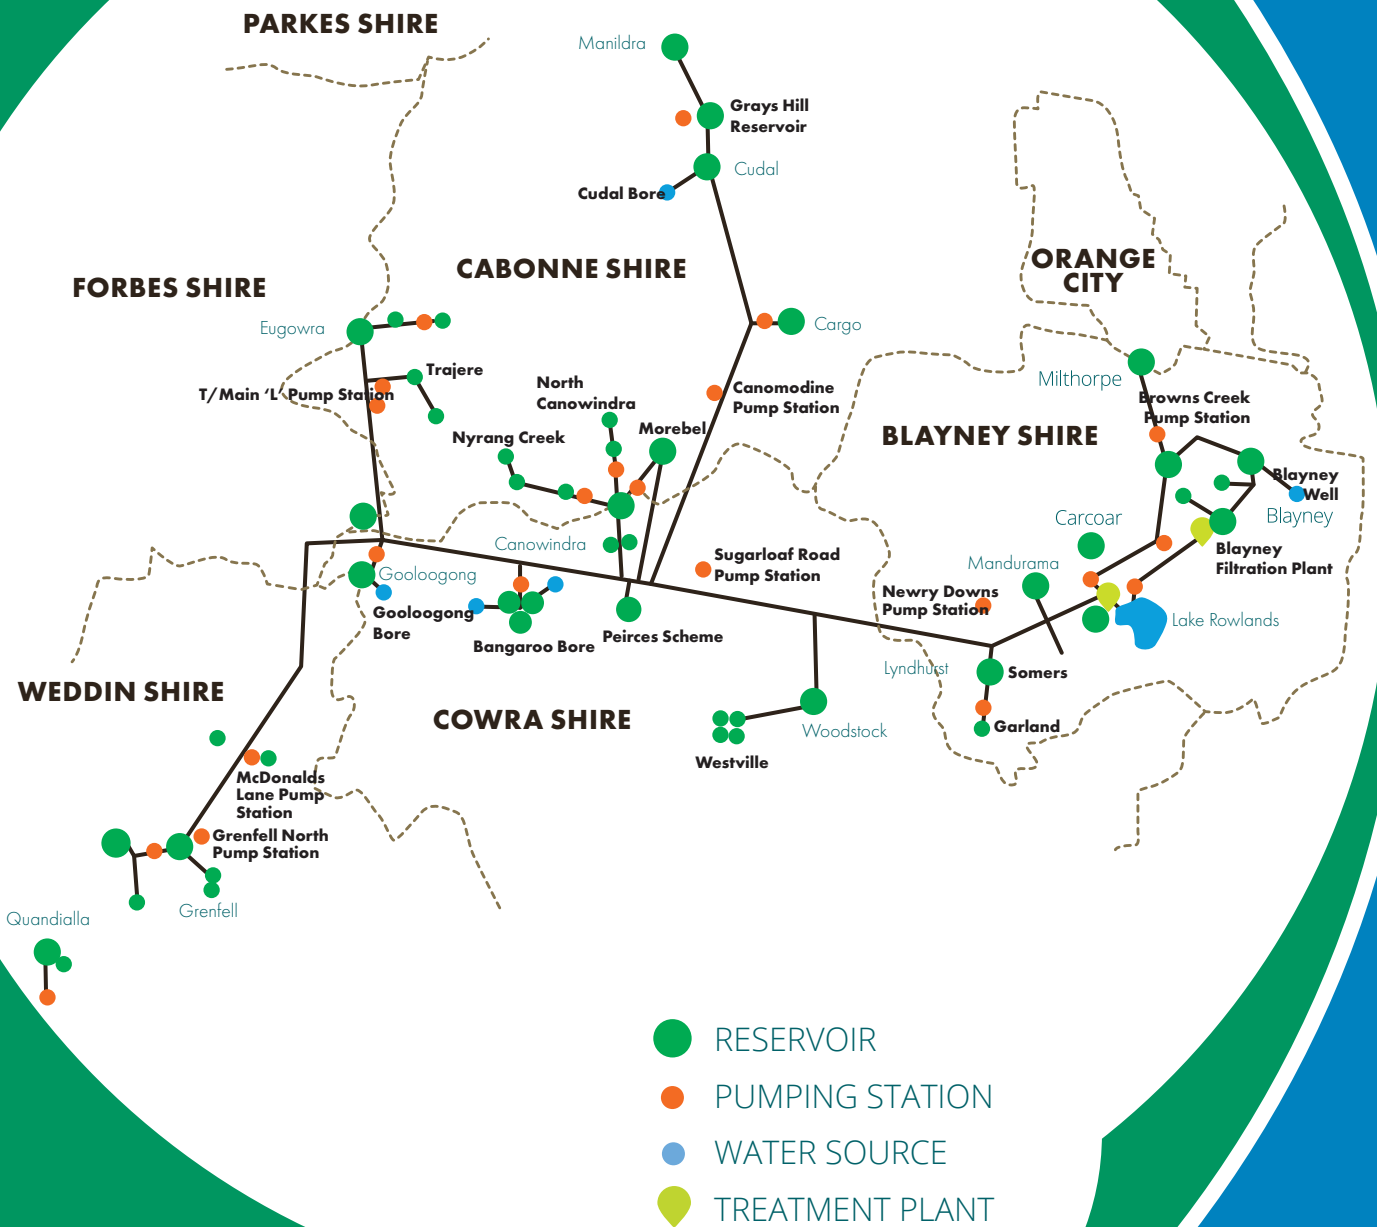 PARKES SHIRE
Manildra
Grays Hill
Reservoir
Cudal
Cudal Bore
CABONNE SHIRE
ORANGE
CITY
FORBES SHIRE
Eugowra
Cargo
Trajere
T/Main ‘L’ Pump Station
North
Canowindra
Canomodine
Pump Station
Milthorpe
Browns Creek
Pump Station
Nyrang Creek
Morebel
BLAYNEY SHIRE
Blayney
Well
Blayney
Carcoar
Canowindra
Sugarloaf Road
Pump Station
Mandurama
Blayney
Filtration Plant
Gooloogong
Gooloogong
Bore
Bangaroo Bore
Peirces Scheme
Newry Downs
Pump Station
Lake Rowlands
Lyndhurst
Somers
WEDDIN SHIRE
COWRA SHIRE
Garland
Woodstock
Westville
McDonalds
Lane Pump
Station
Grenfell North
Pump Station
Grenfell
Quandialla
RESERVOIR
PUMPING STATION
WATER SOURCE
TREATMENT PLANT